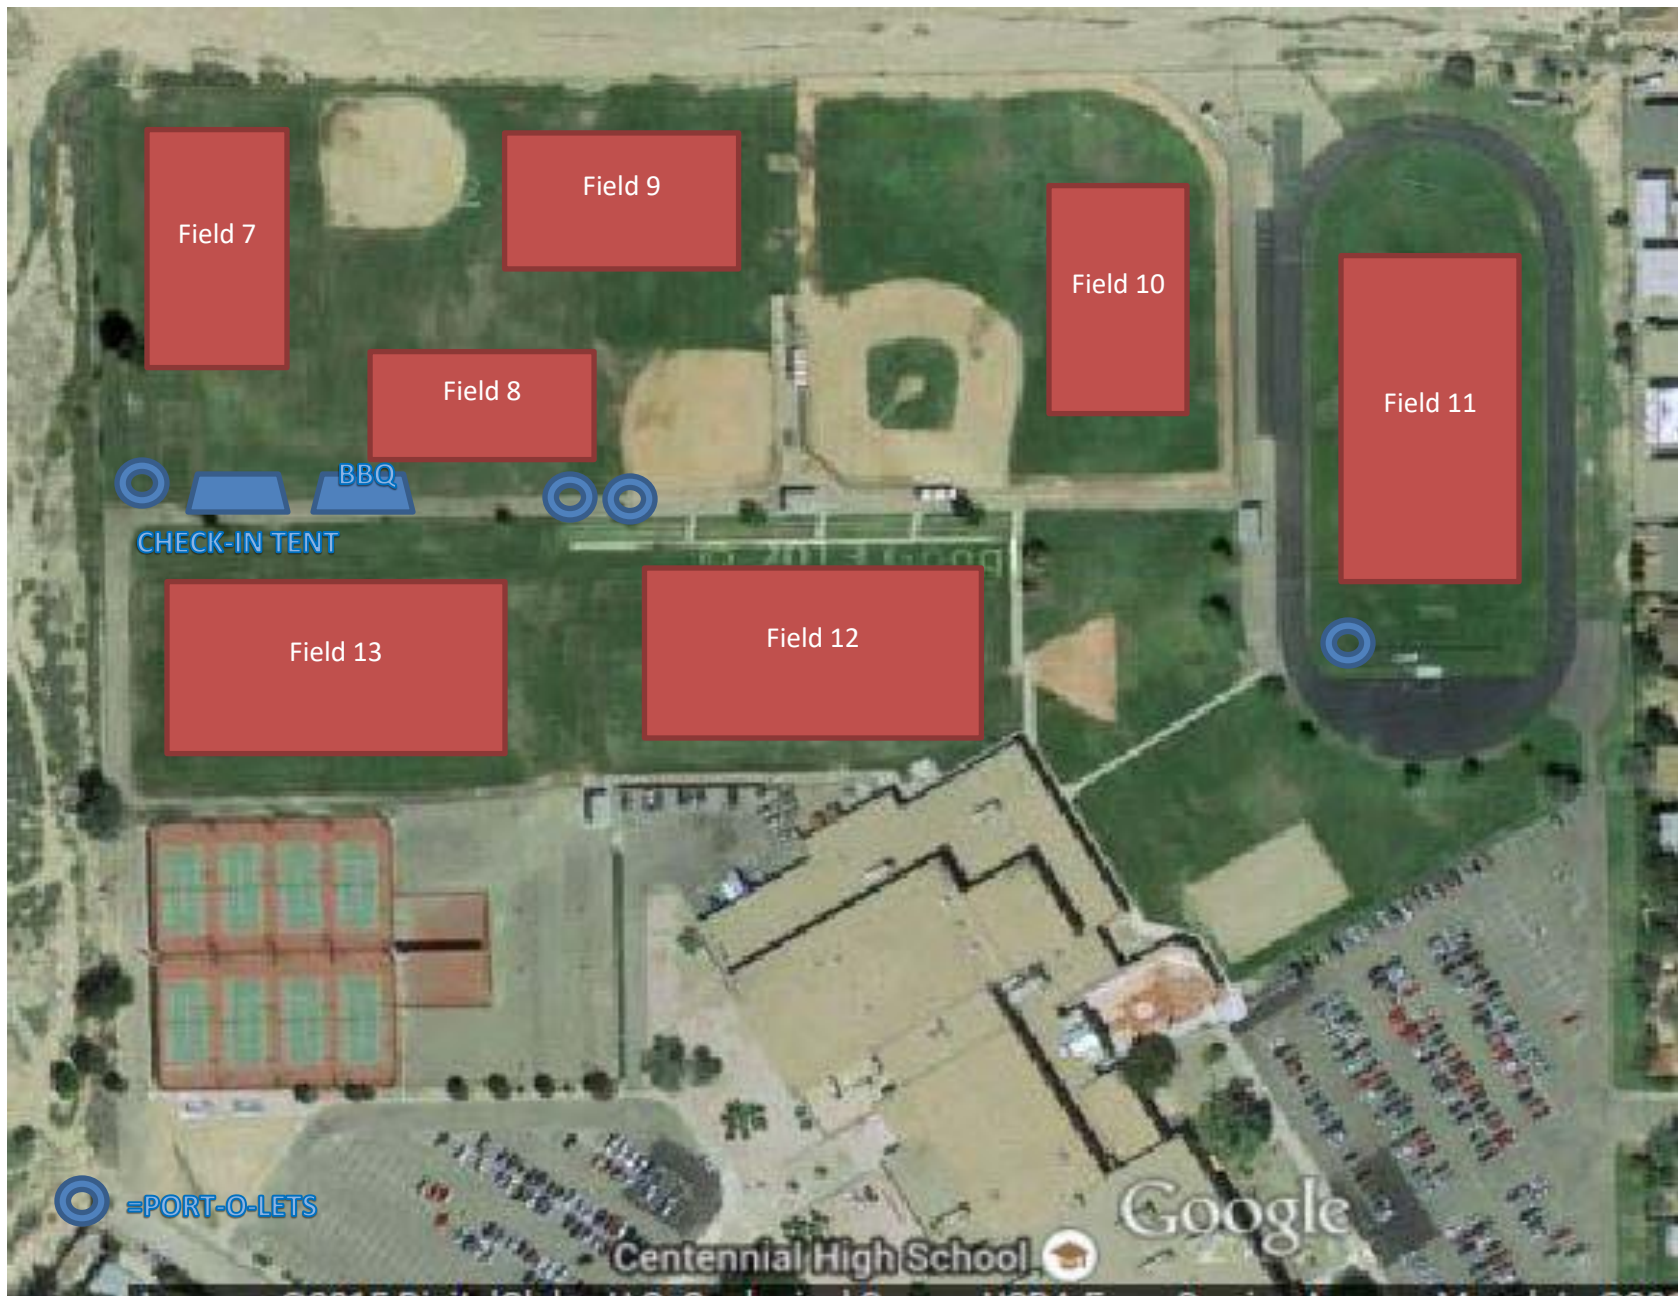 Field 9
Field 7
Field 10
Field 8
Field 11
BBQ
CHECK-IN TENT
Field 12
Field 13
=PORT-O-LETS
Google
Centennial High School